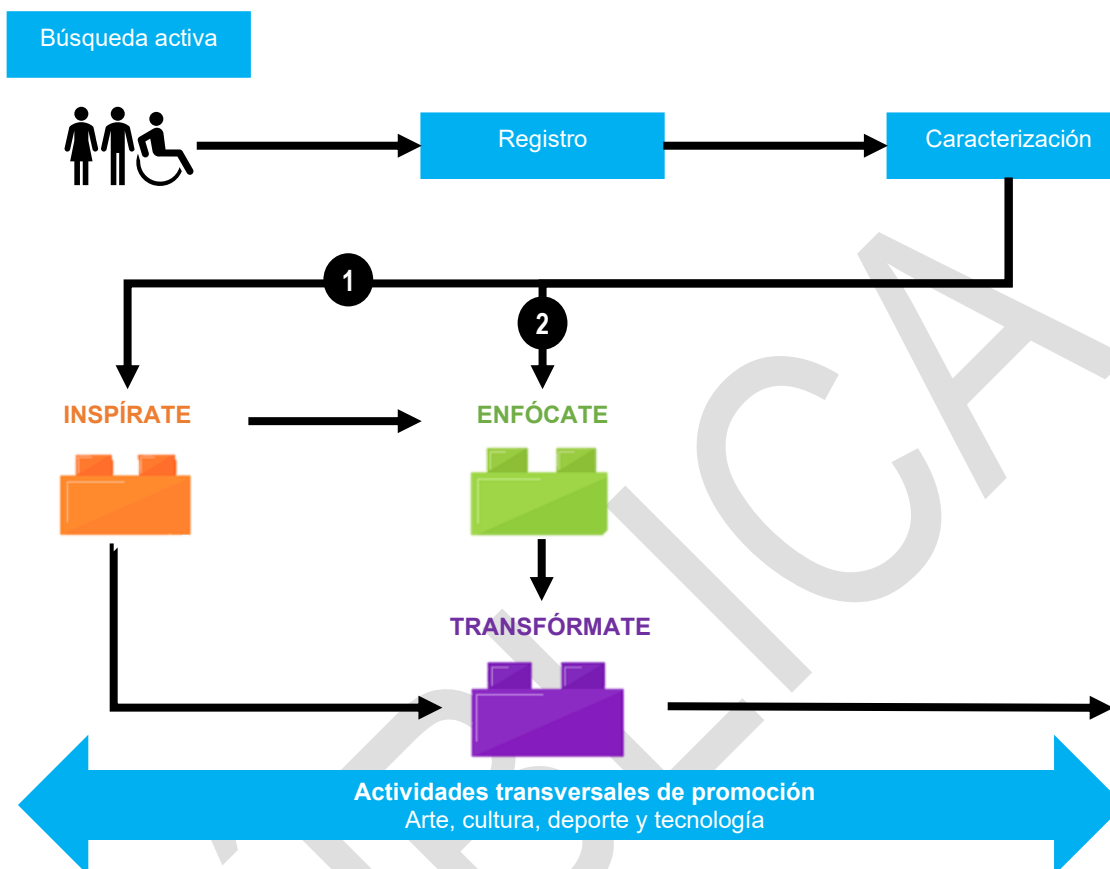 Búsqueda activa
Registro
Caracterización
1
2
INSPÍRATE
ENFÓCATE
TRANSFÓRMATE
Actividades transversales de promoción
Arte, cultura, deporte y tecnología